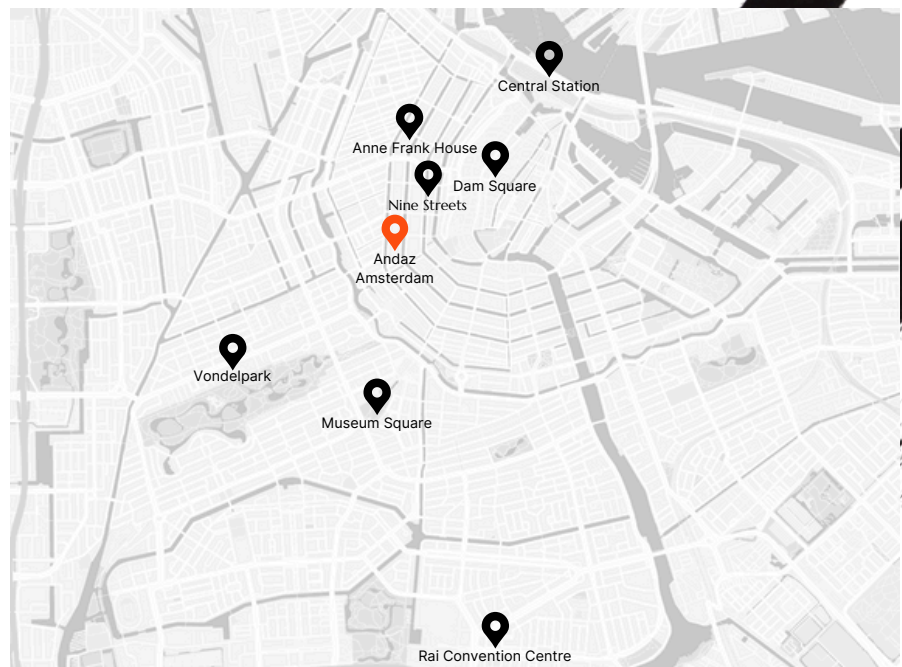 Central Station
Anne Frank House
Dam Square
Nine Streets
Andaz
Amsterdam
Vondelpark
Museum Square
Rai Convention Centre